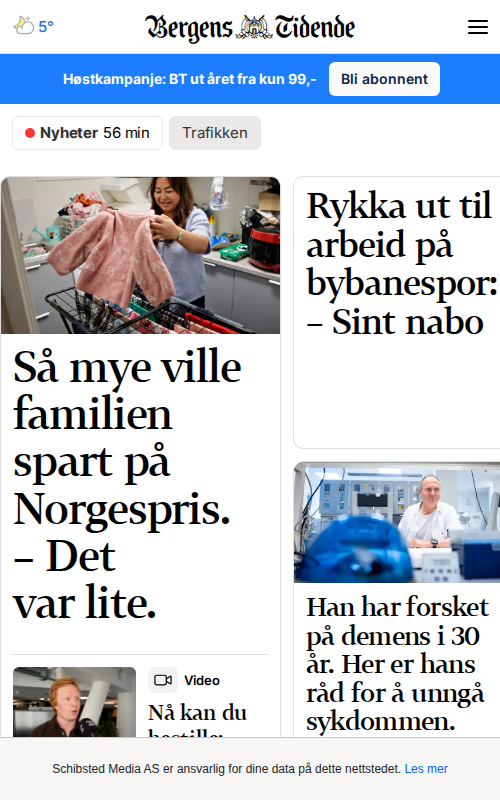 5°
Bergens Tidende
Høstkampanje: BT ut året fra kun 99,-
Bli abonnent
Nyheter 56 min
Trafikken
Så mye ville
familien
spart på
Norgespris.
– Det
var lite.
Video
Nå kan du
Rykka ut til
arbeid på
bybanespor:
– Sint nabo
Han har forsket
på demens i 30
år. Her er hans
råd for å unngå
sykdommen.
Schibsted Media AS er ansvarlig for dine data på dette nettstedet. Les mer